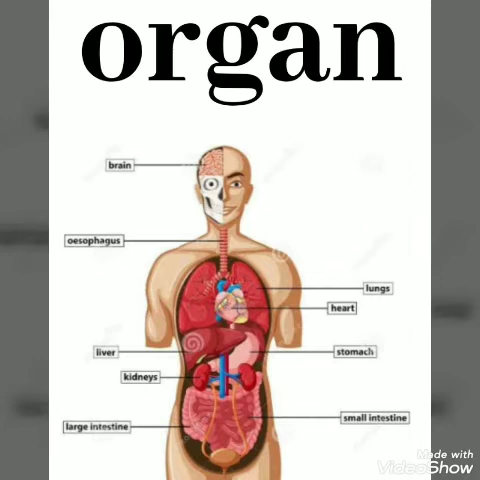 organ
brain
oesophagus
lungs
heart
liver
stomach
kidneys
small intestine
large intestine
Made with
VideoShow